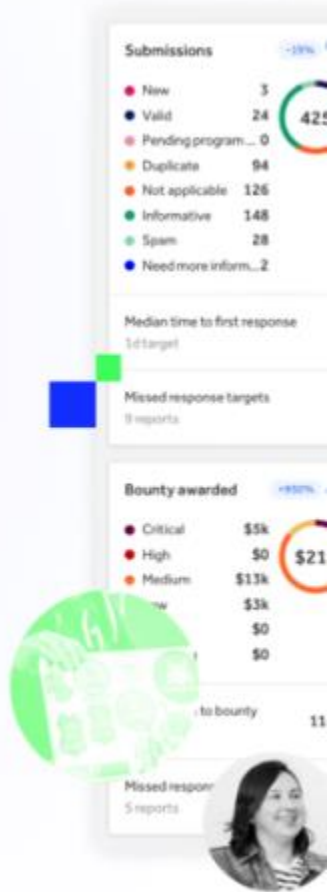 Submissions -19%
New 3
Valid 24
Pending program ... 0
Duplicate 94
Not applicable 126
Informative 148
Spam 28
Need more inform... 2
425
Median time to first response
1d target
Missed response targets
9 reports
Bounty awarded
Critical $5k
High $0
Medium $13k
$3k
$0
$0
$21
to bounty
11
Missed
5 reports